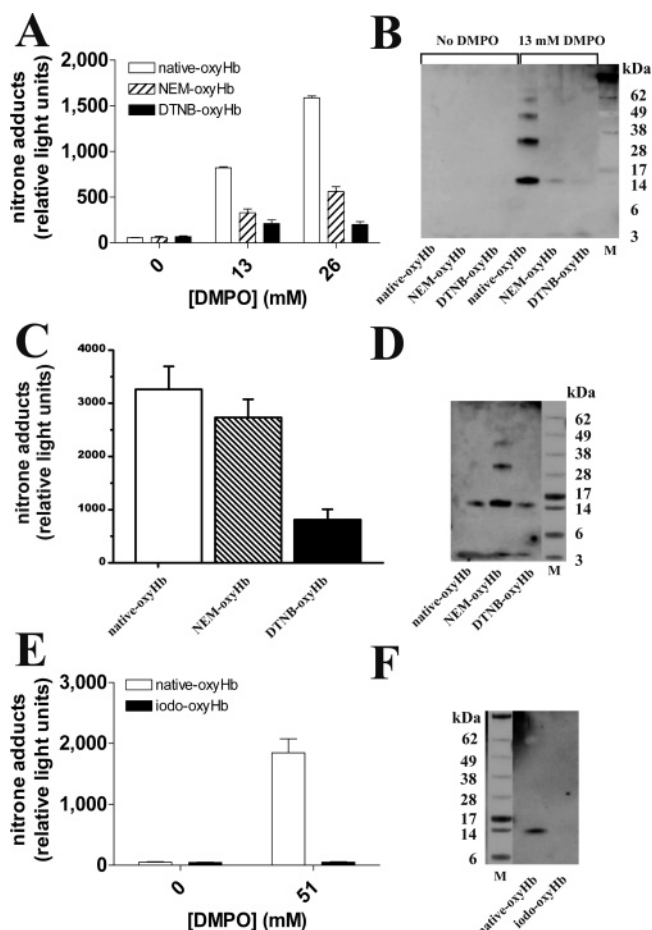 A
nitrone adducts
(relative light units)
2,000
1,500
1,000
500
0
native-oxyHb
NEM-oxyHb
DTNB-oxyHb
0
13
26
[DMPO] (mM)
B
No DMPO
13 mM DMPO
kDa
62
49
38
28
17
14
6
3
native-oxyHb
NEM-oxyHb
DTNB-oxyHb
native-oxyHb
NEM-oxyHb
DTNB-oxyHb
M
C
nitrone adducts
(relative light units)
4000
3000
2000
1000
0
native-oxyHb
NEM-oxyHb
DTNB-oxyHb
D
kDa
62
49
38
28
17
14
6
3
native-oxyHb
NEM-oxyHb
DTNB-oxyHb
M
E
nitrone adducts
(relative light units)
3,000
2,000
1,000
0
native-oxyHb
iodo-oxyHb
0
51
[DMPO] (mM)
F
kDa
62
49
38
28
17
14
6
M
native-oxyHb
iodo-oxyHb